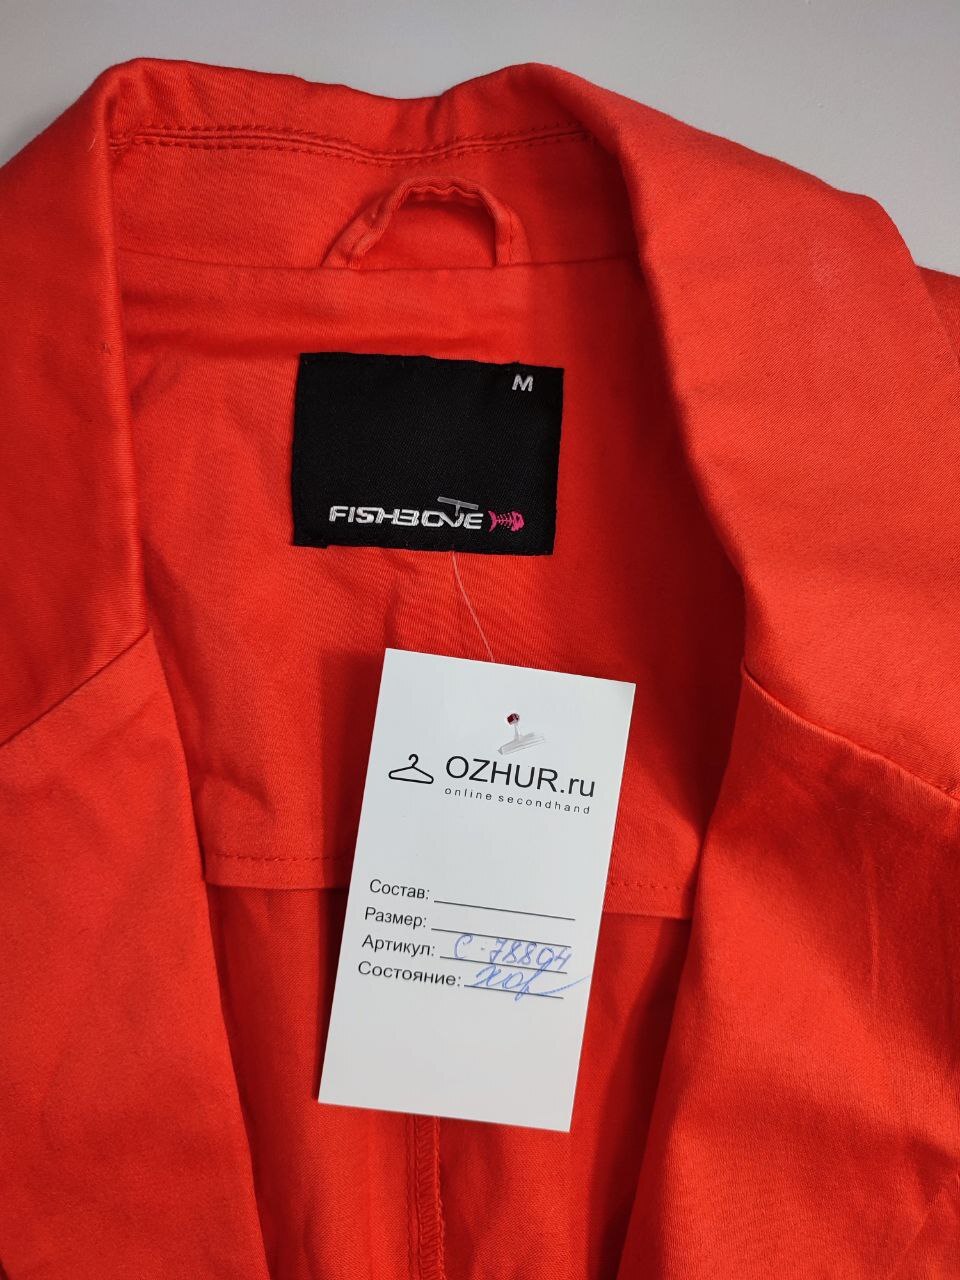 M
FISHBONE
OZHUR.ru
online secondhand
Состав:
Размер:
Артикул: С-78894
Состояние: хор